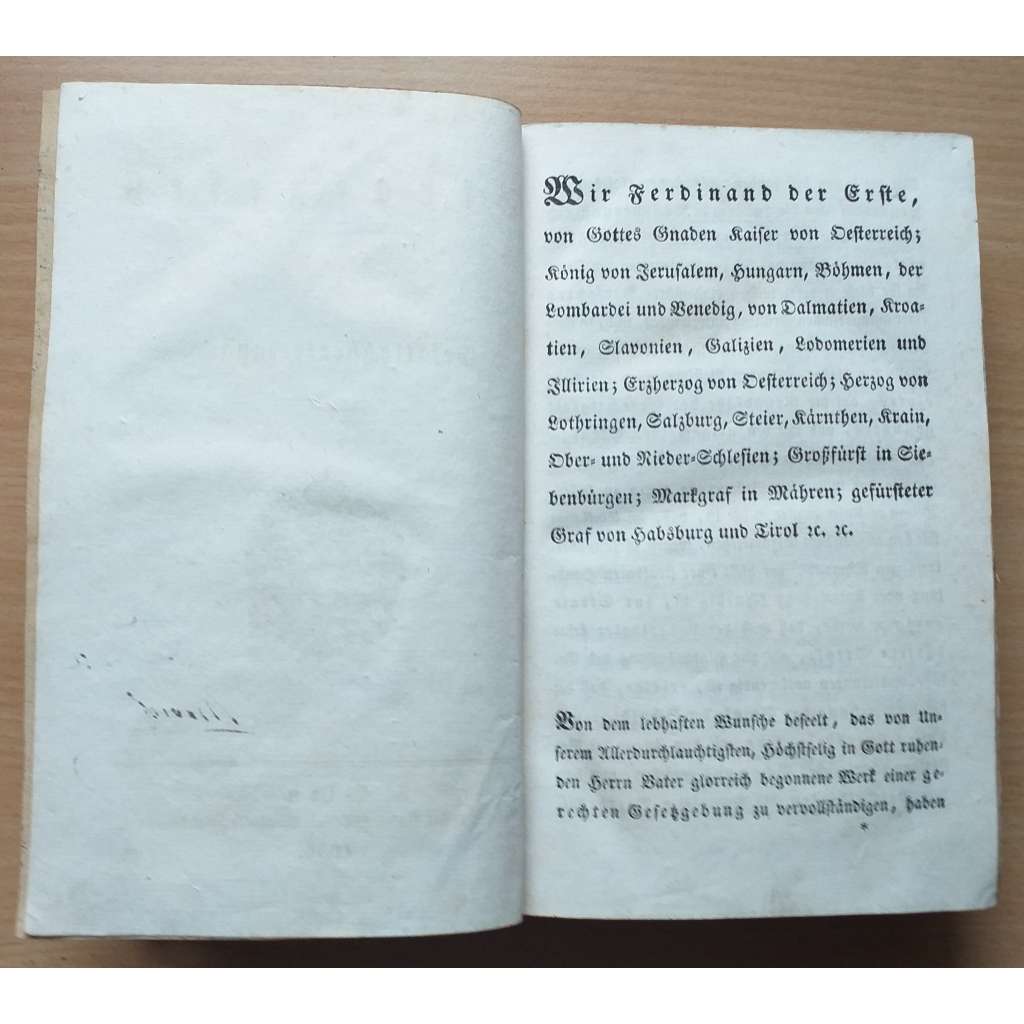 Wir Ferdinand der Erste,
von Gottes Gnaden Kaiser von Oesterreich;
König von Jerusalem, Hungarn, Böhmen, der
Lombardei und Venedig, von Dalmatien, Kroa-
tien, Slavonien, Galizien, Lodomerien und
Illirien; Erzherzog von Oesterreich; Herzog von
Lothringen, Salzburg, Steier, Kärnthen, Krain,
Ober- und Nieder-Schlesien; Großfürst in Sie-
benbürgen; Markgraf in Mähren; gefürsteter
Graf von Habsburg und Tirol ꝛc. ꝛc.
Von dem lebhaften Wunsche beseelt, das von Un-
serem Allerdurchlauchtigsten, Höchstselig in Gott ruhen-
den Herrn Vater glorreich begonnene Werk einer ge-
rechten Gesetzgebung zu vervollständigen, haben
*